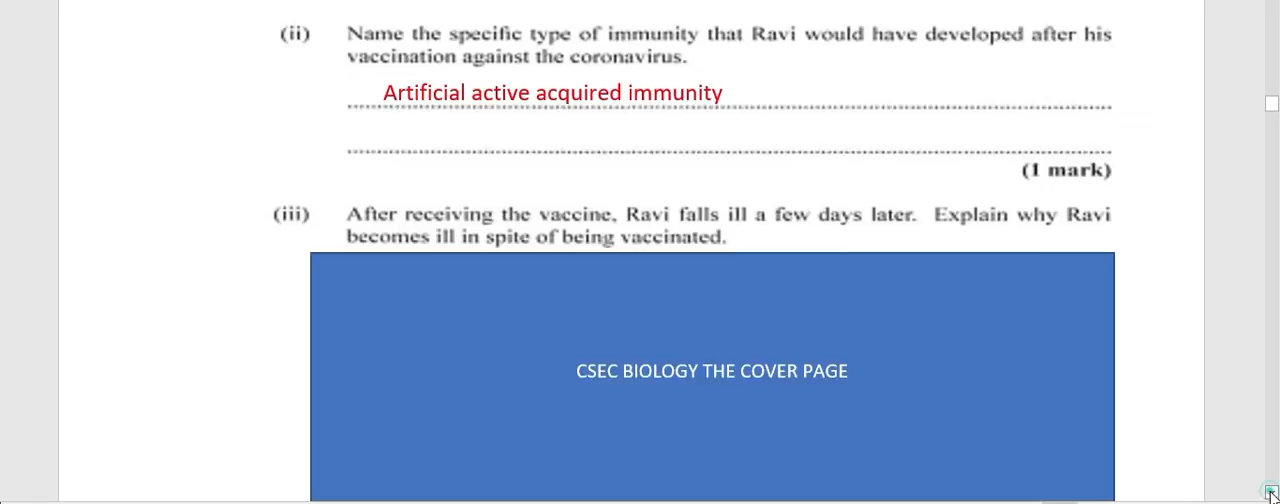 (ii) Name the specific type of immunity that Ravi would have developed after his
vaccination against the coronavirus.
Artificial active acquired immunity
(1 mark)
(iii) After receiving the vaccine, Ravi falls ill a few days later. Explain why Ravi
becomes ill in spite of being vaccinated.
CSEC BIOLOGY THE COVER PAGE